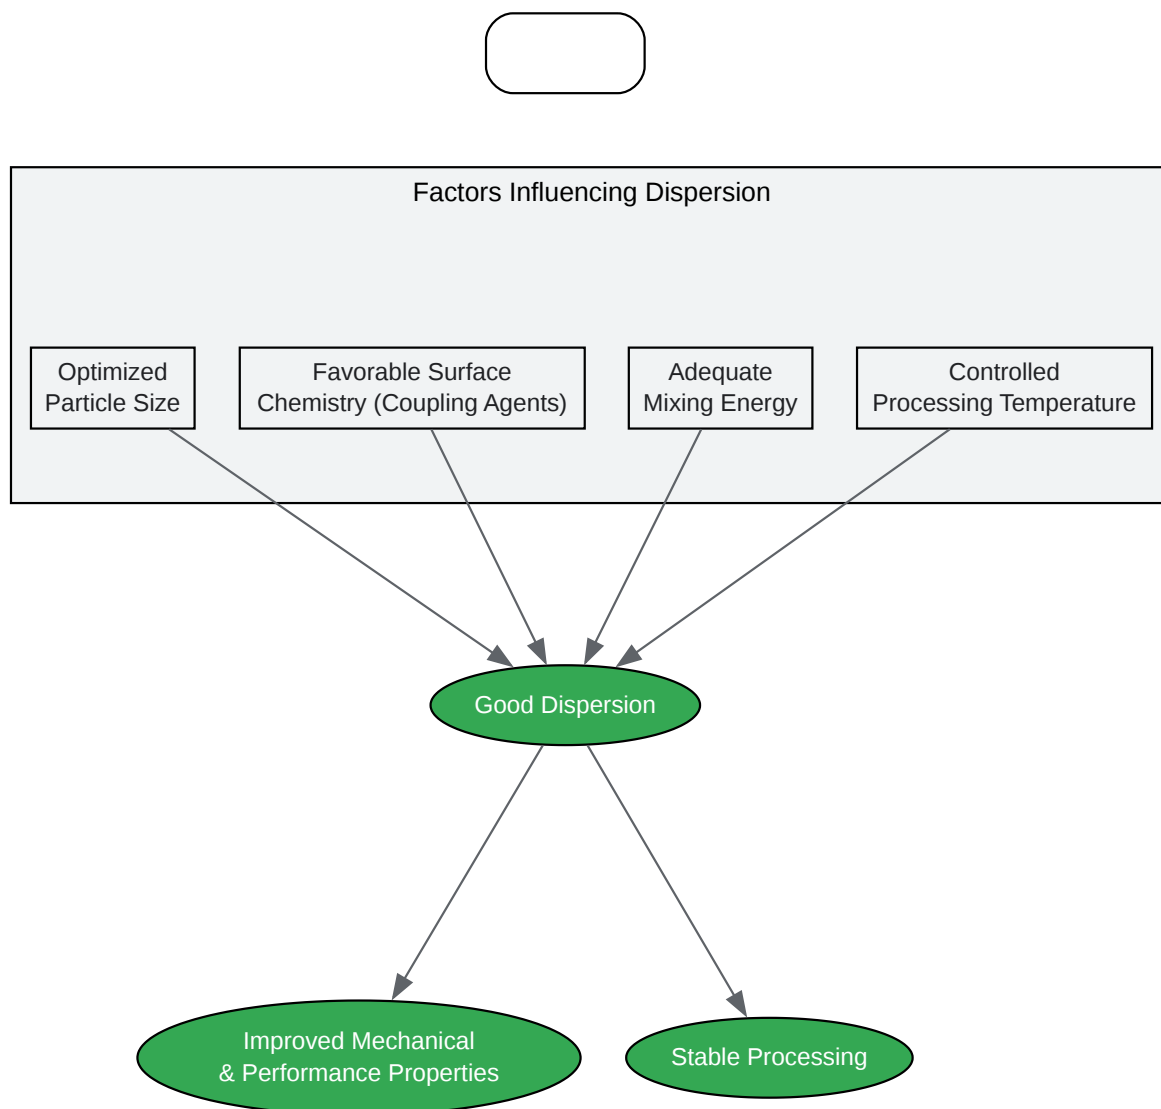 Factors Influencing Dispersion
Optimized
Particle Size
Favorable Surface
Chemistry (Coupling Agents)
Adequate
Mixing Energy
Controlled
Processing Temperature
Good Dispersion
Improved Mechanical
& Performance Properties
Stable Processing